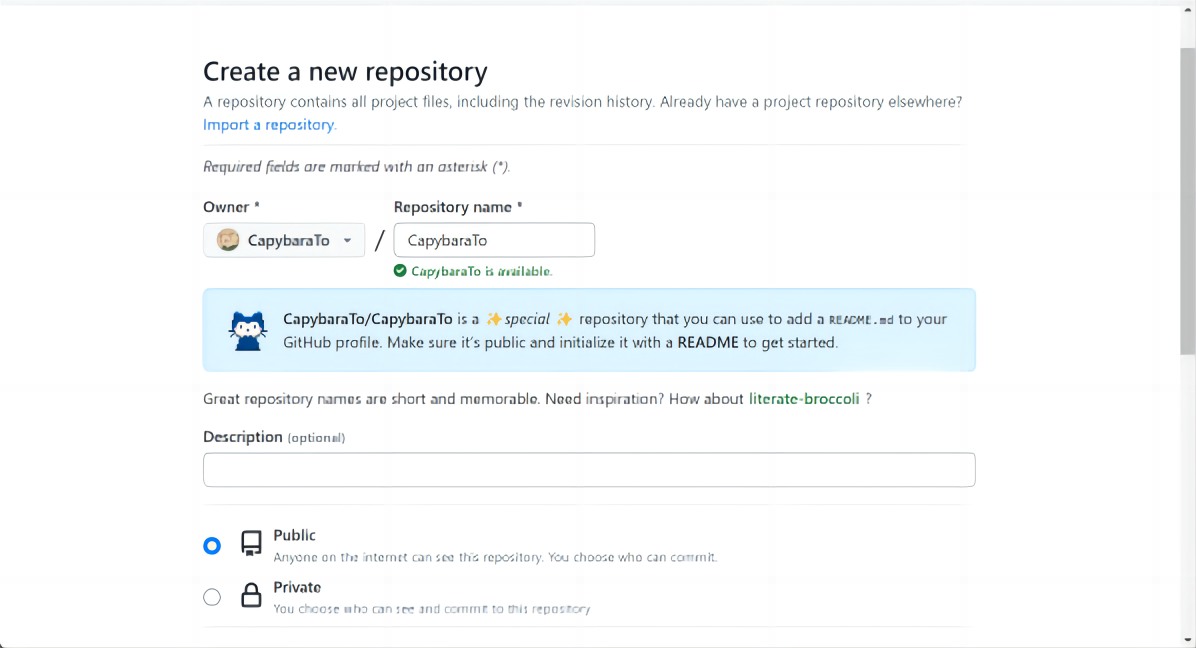 Create a new repository
A repository contains all project files, including the revision history. Already have a project repository elsewhere?
Import a repository.
Required fields are marked with an asterisk (*).
Owner * Repository name *
CapybaraTo / CapybaraTo
CapybaraTo is available.
CapybaraTo/CapybaraTo is a ✨ special ✨ repository that you can use to add a README.md to your
GitHub profile. Make sure it's public and initialize it with a README to get started.
Great repository names are short and memorable. Need inspiration? How about literate-broccoli ?
Description (optional)
Public
Anyone on the internet can see this repository. You choose who can commit.
Private
You choose who can see and commit to this repository